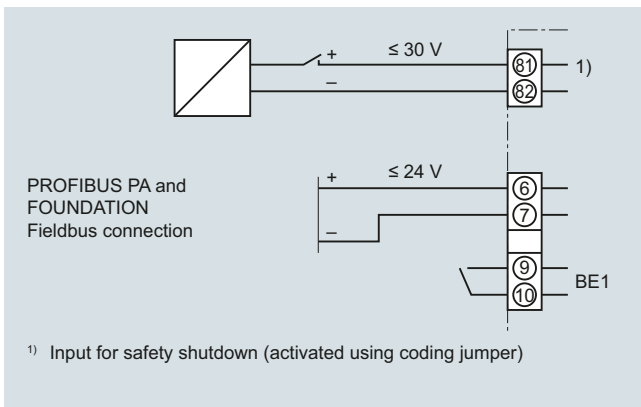 + ≤ 30 V
81 1)
–
82
+ ≤ 24 V
PROFIBUS PA and
FOUNDATION
Fieldbus connection
6
7
–
9
BE1
10
1) Input for safety shutdown (activated using coding jumper)